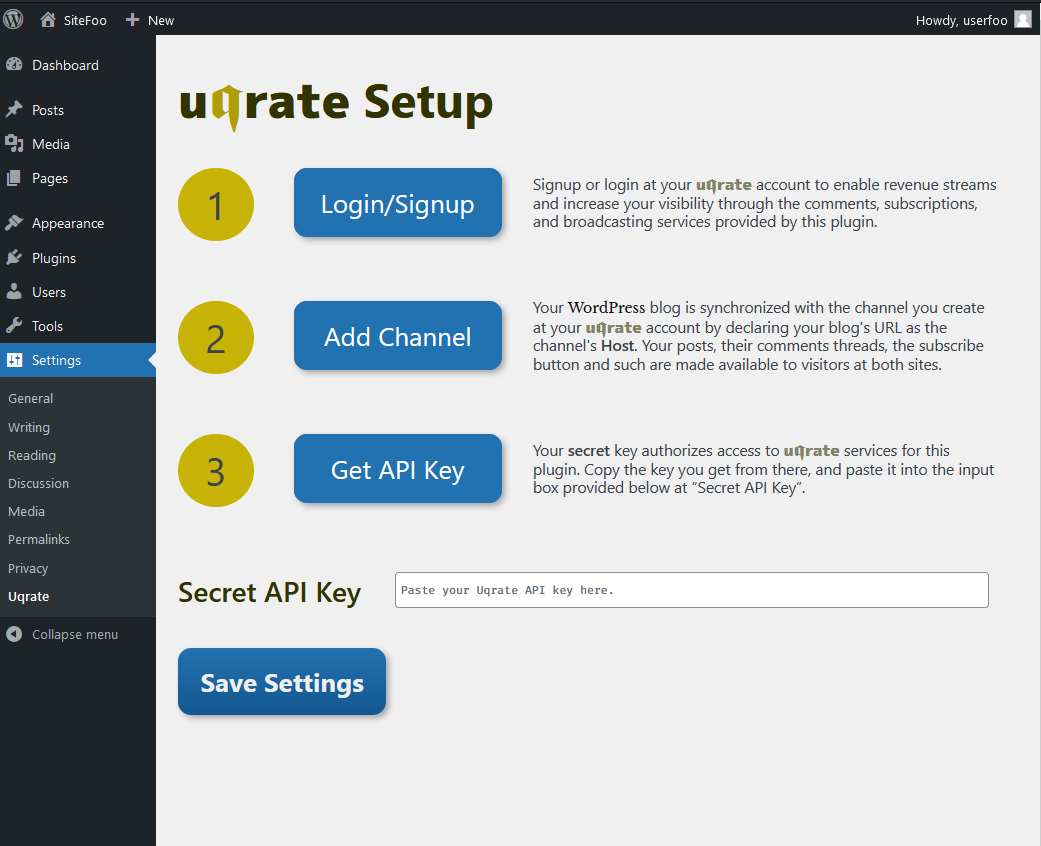 SiteFoo
New
Howdy, userfoo
Dashboard
Posts
Media
Pages
Appearance
Plugins
Users
Tools
Settings
General
Writing
Reading
Discussion
Media
Permalinks
Privacy
Uqrate
Collapse menu
uqrate Setup
1
Login/Signup
Signup or login at your uqrate account to enable revenue streams
and increase your visibility through the comments, subscriptions,
and broadcasting services provided by this plugin.
2
Add Channel
Your WordPress blog is synchronized with the channel you create
at your uqrate account by declaring your blog's URL as the
channel's Host. Your posts, their comments threads, the subscribe
button and such are made available to visitors at both sites.
3
Get API Key
Your secret key authorizes access to uqrate services for this
plugin. Copy the key you get from there, and paste it into the input
box provided below at “Secret API Key”.
Secret API Key
Paste your Uqrate API key here.
Save Settings